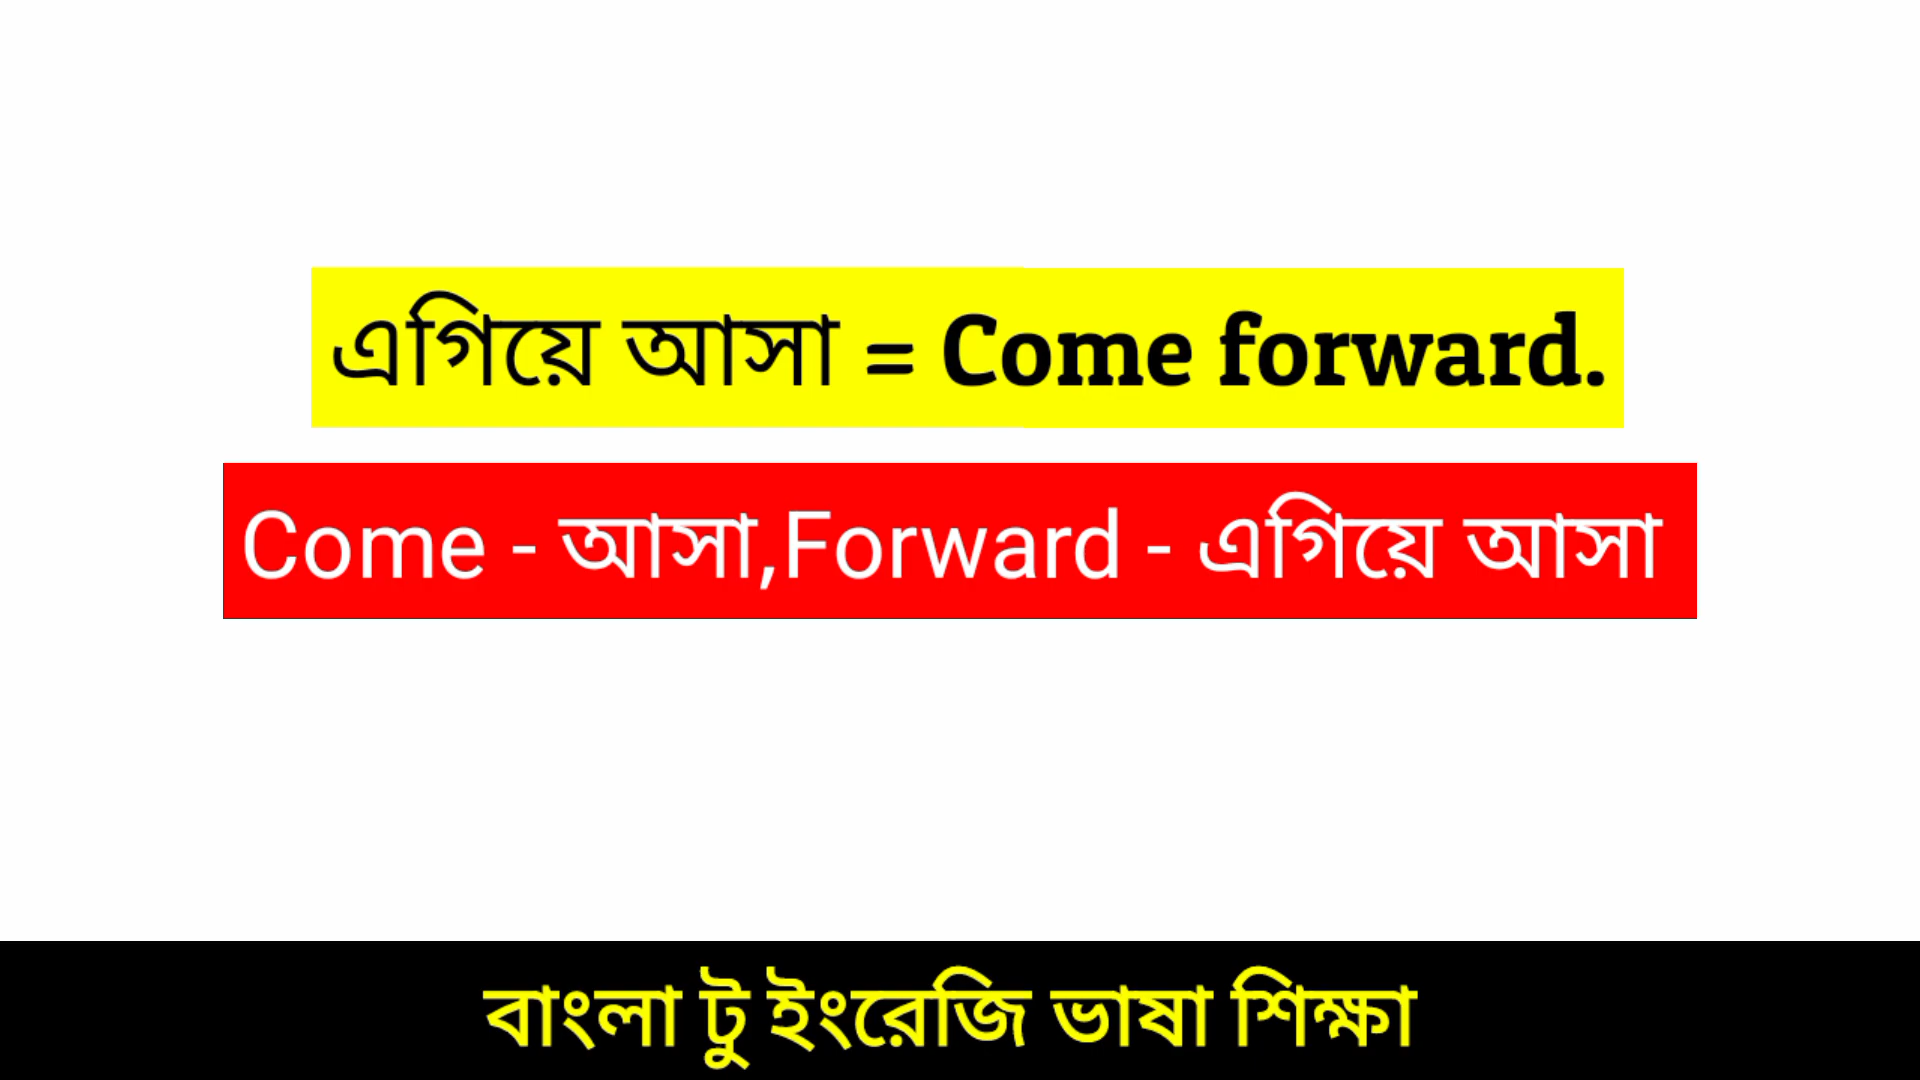 এগিয়ে আসা = Come forward.
Come - আসা,Forward - এগিয়ে আসা
বাংলা টু ইংরেজি ভাষা শিক্ষা